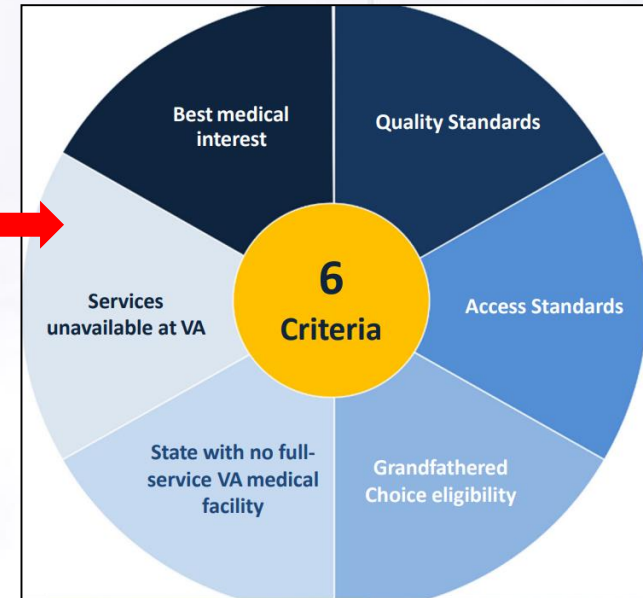 Best medical
interest
Quality Standards
Services
unavailable at VA
6
Criteria
Access Standards
State with no full-
service VA medical
facility
Grandfathered
Choice eligibility